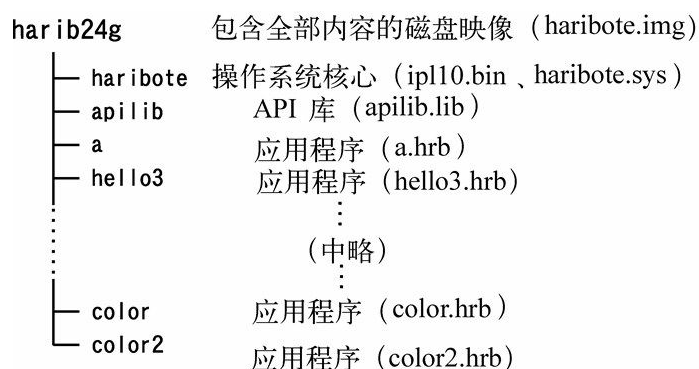 harib24g 包含全部内容的磁盘映像（haribote.img）
haribote 操作系统核心（ipl10.bin 、haribote.sys）
apilib API 库（apilib.lib）
a 应用程序（a.hrb）
hello3 应用程序（hello3.hrb）
（中略）
color 应用程序（color.hrb）
color2 应用程序（color2.hrb）